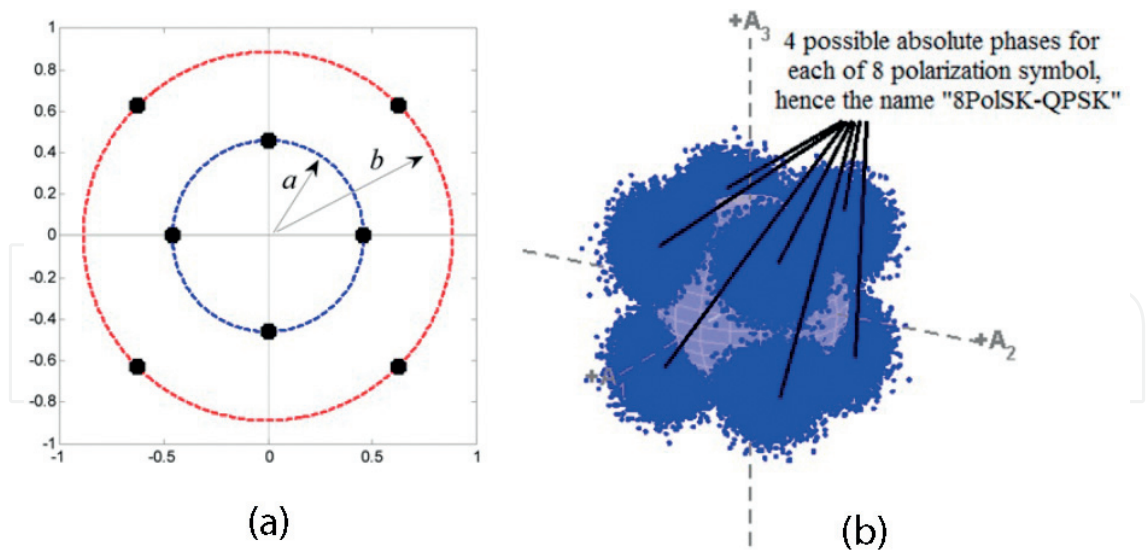 1
0.8
0.6
0.4
0.2
0
-0.2
-0.4
-0.6
-0.8
-1
-1 -0.5 0 0.5 1
a
b
(a)
+A3
4 possible absolute phases for
each of 8 polarization symbol,
hence the name "8PolSK-QPSK"
+A2
+A1
(b)